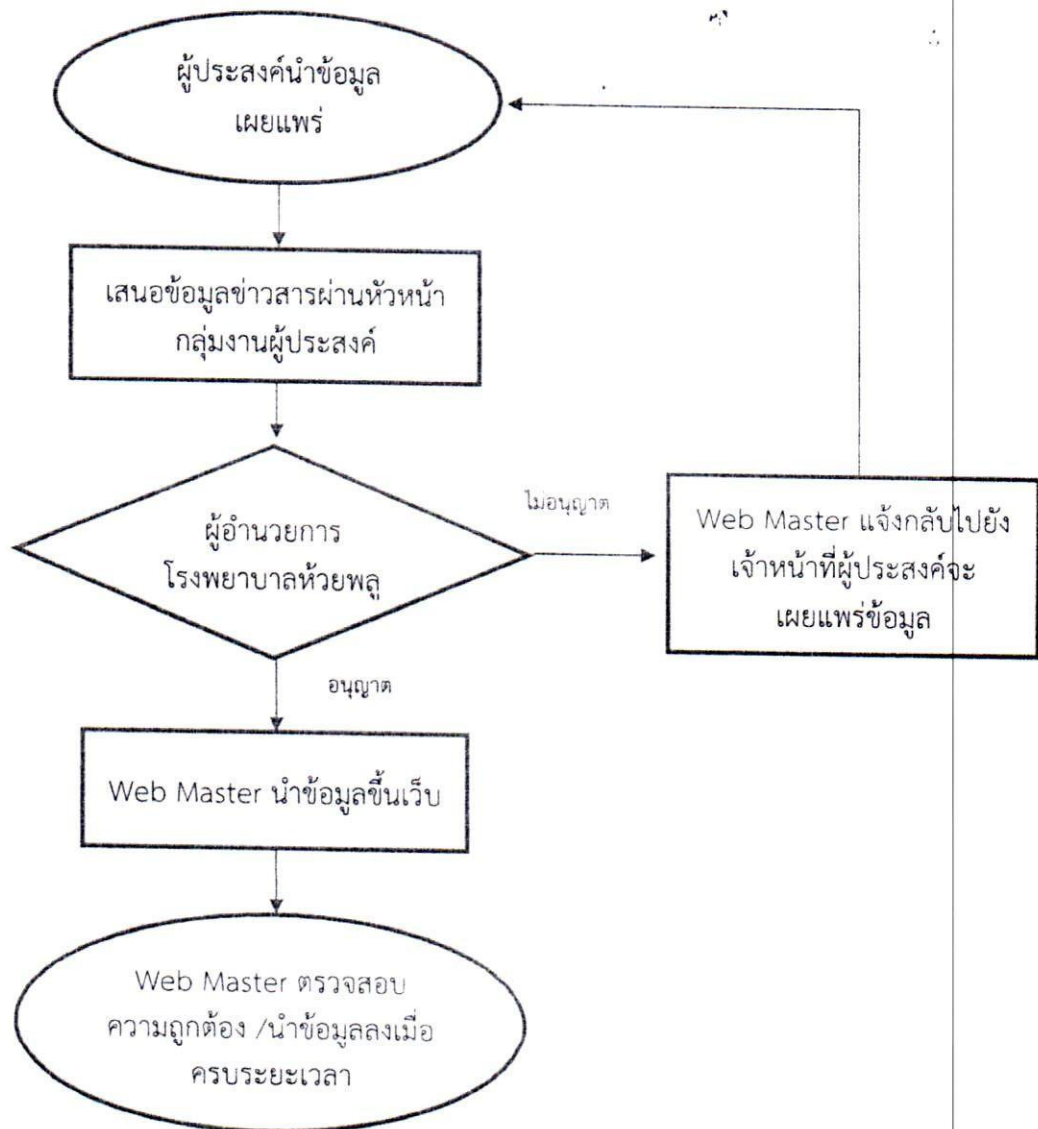 ผู้ประสงค์นำข้อมูล
เผยแพร่
เสนอข้อมูลข่าวสารผ่านหัวหน้า
กลุ่มงานผู้ประสงค์
ผู้อำนวยการ
โรงพยาบาลห้วยพลู
ไม่อนุญาต
Web Master แจ้งกลับไปยัง
เจ้าหน้าที่ผู้ประสงค์จะ
เผยแพร่ข้อมูล
อนุญาต
Web Master นำข้อมูลขึ้นเว็บ
Web Master ตรวจสอบ
ความถูกต้อง /นำข้อมูลลงเมื่อ
ครบระยะเวลา